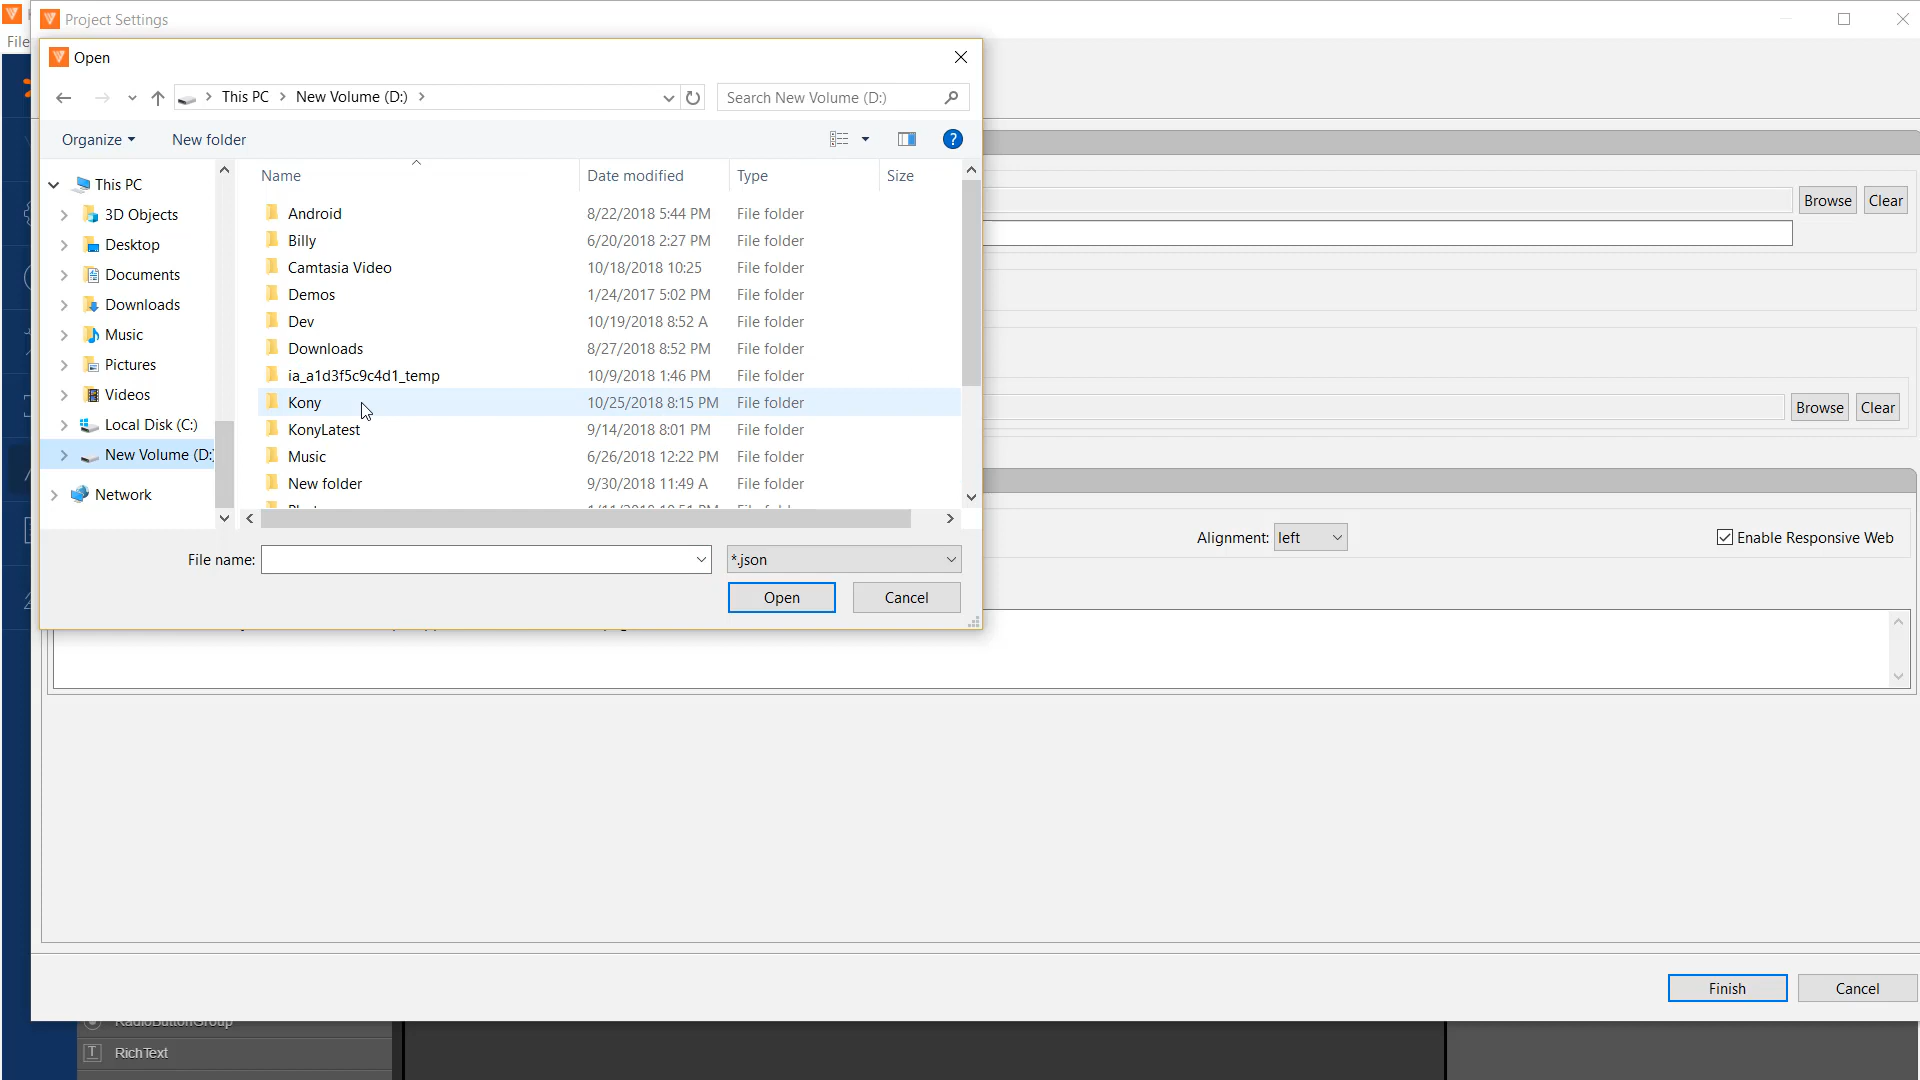 Project Settings
File
Open
This PC
New Volume (D:)
Search New Volume (D:)
Organize
New folder
This PC
3D Objects
Desktop
Documents
Downloads
Music
Pictures
Videos
Local Disk (C:)
New Volume (D:
Network
Name Date modified Type Size
Android 8/22/2018 5:44 PM File folder
Billy 6/20/2018 2:27 PM File folder
Camtasia Video 10/18/2018 10:25 File folder
Demos 1/24/2017 5:02 PM File folder
Dev 10/19/2018 8:52 A File folder
Downloads 8/27/2018 8:52 PM File folder
ia_a1d3f5c9c4d1_temp 10/9/2018 1:46 PM File folder
Kony 10/25/2018 8:15 PM File folder
KonyLatest 9/14/2018 8:01 PM File folder
Music 6/26/2018 12:22 PM File folder
New folder 9/30/2018 11:49 A File folder
File name:
*.json
Open
Cancel
Browse
Clear
Browse
Clear
Alignment: left
Enable Responsive Web
Finish
Cancel
RadioButtonGroup
RichText